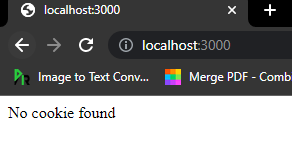 localhost:3000
localhost:3000
Image to Text Conv...
Merge PDF - Comb
No cookie found